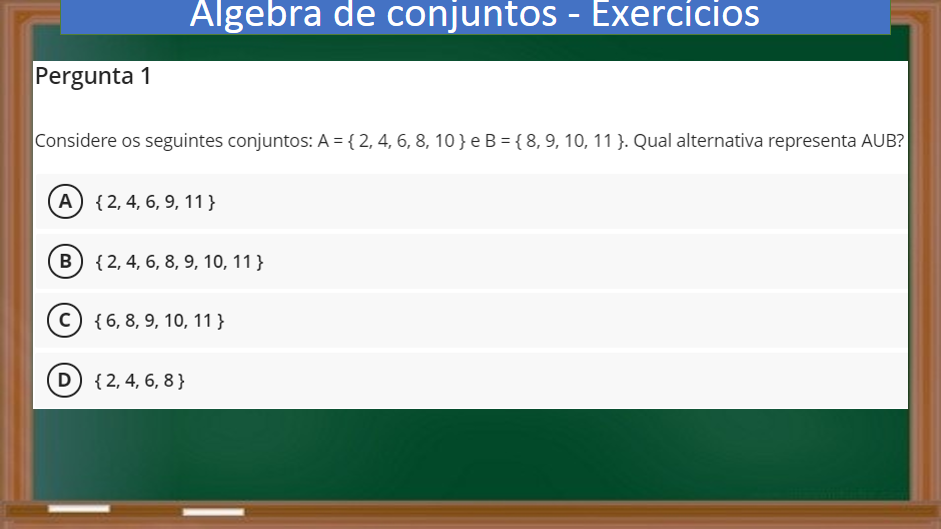 Álgebra de conjuntos - Exercícios
Pergunta 1
Considere os seguintes conjuntos: A = { 2, 4, 6, 8, 10 } e B = { 8, 9, 10, 11 }. Qual alternativa representa AUB?
A { 2, 4, 6, 9, 11 }
B { 2, 4, 6, 8, 9, 10, 11 }
C { 6, 8, 9, 10, 11 }
D { 2, 4, 6, 8 }